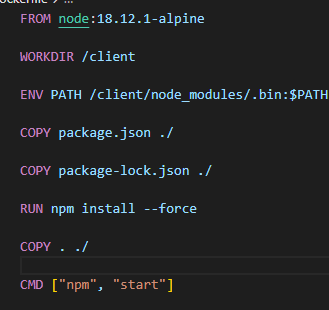 FROM node:18.12.1-alpine
WORKDIR /client
ENV PATH /client/node_modules/.bin:$PATH
COPY package.json ./
COPY package-lock.json ./
RUN npm install --force
COPY . ./
CMD ["npm", "start"]